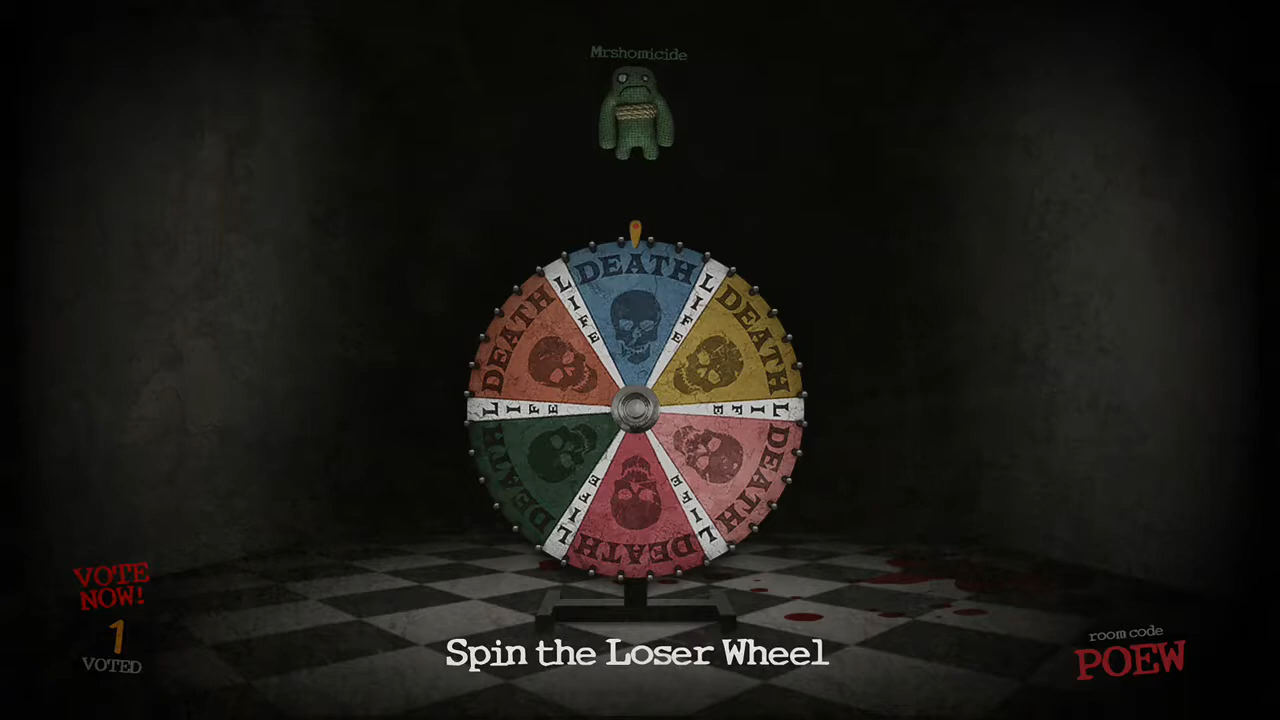 Mrshomicide
DEATH
LIFE
DEATH
LIFE
DEATH
LIFE
DEATH
LIFE
DEATH
LIFE
DEATH
LIFE
VOTE
NOW!
1
VOTED
Spin the Loser Wheel
room code
POEW